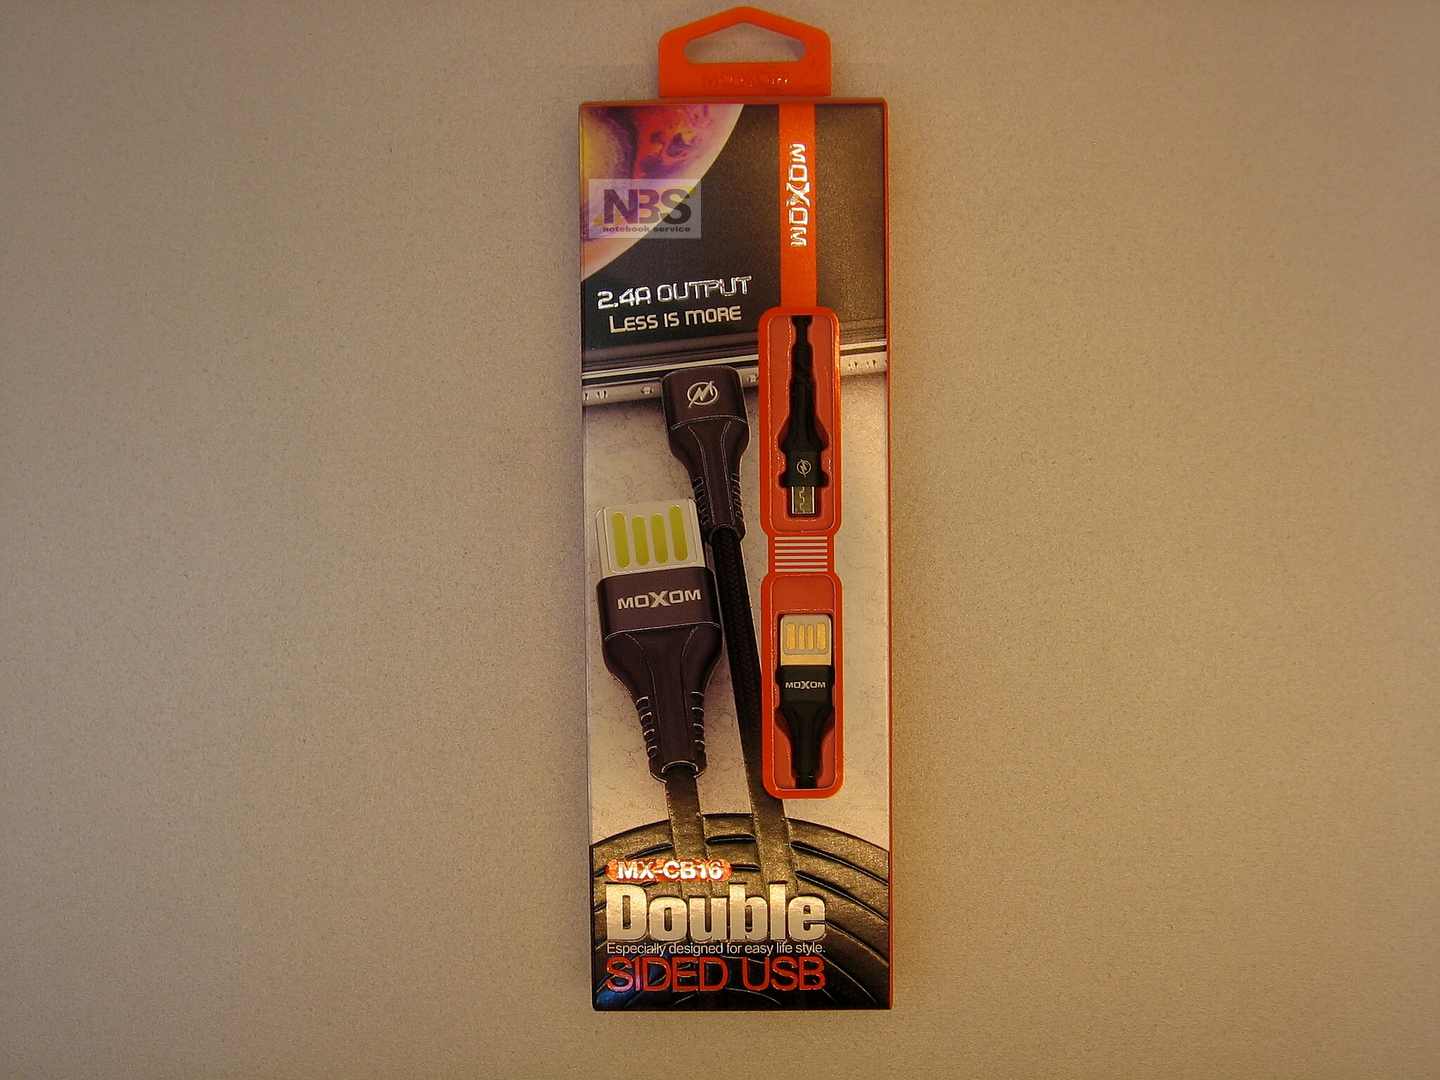 MOXOM
NBS
notebook service
2.4A OUTPUT
LESS IS MORE
MOXOM
MOXOM
MX-CB16
Double
Especially designed for easy life style.
SIDED USB